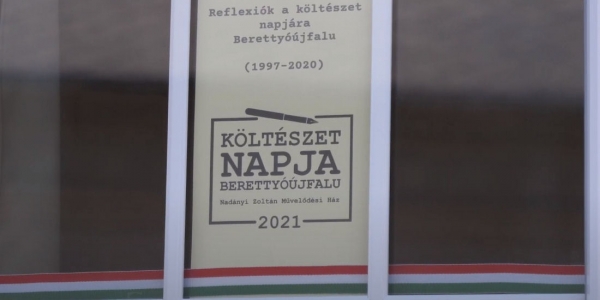 Reflexiók a költészet
napjára
Berettyóújfalu
(1997-2020)
KÖLTÉSZET
NAPJA
BERETTYÓÚJFALU
Nadányi Zoltán Művelődési Ház
2021